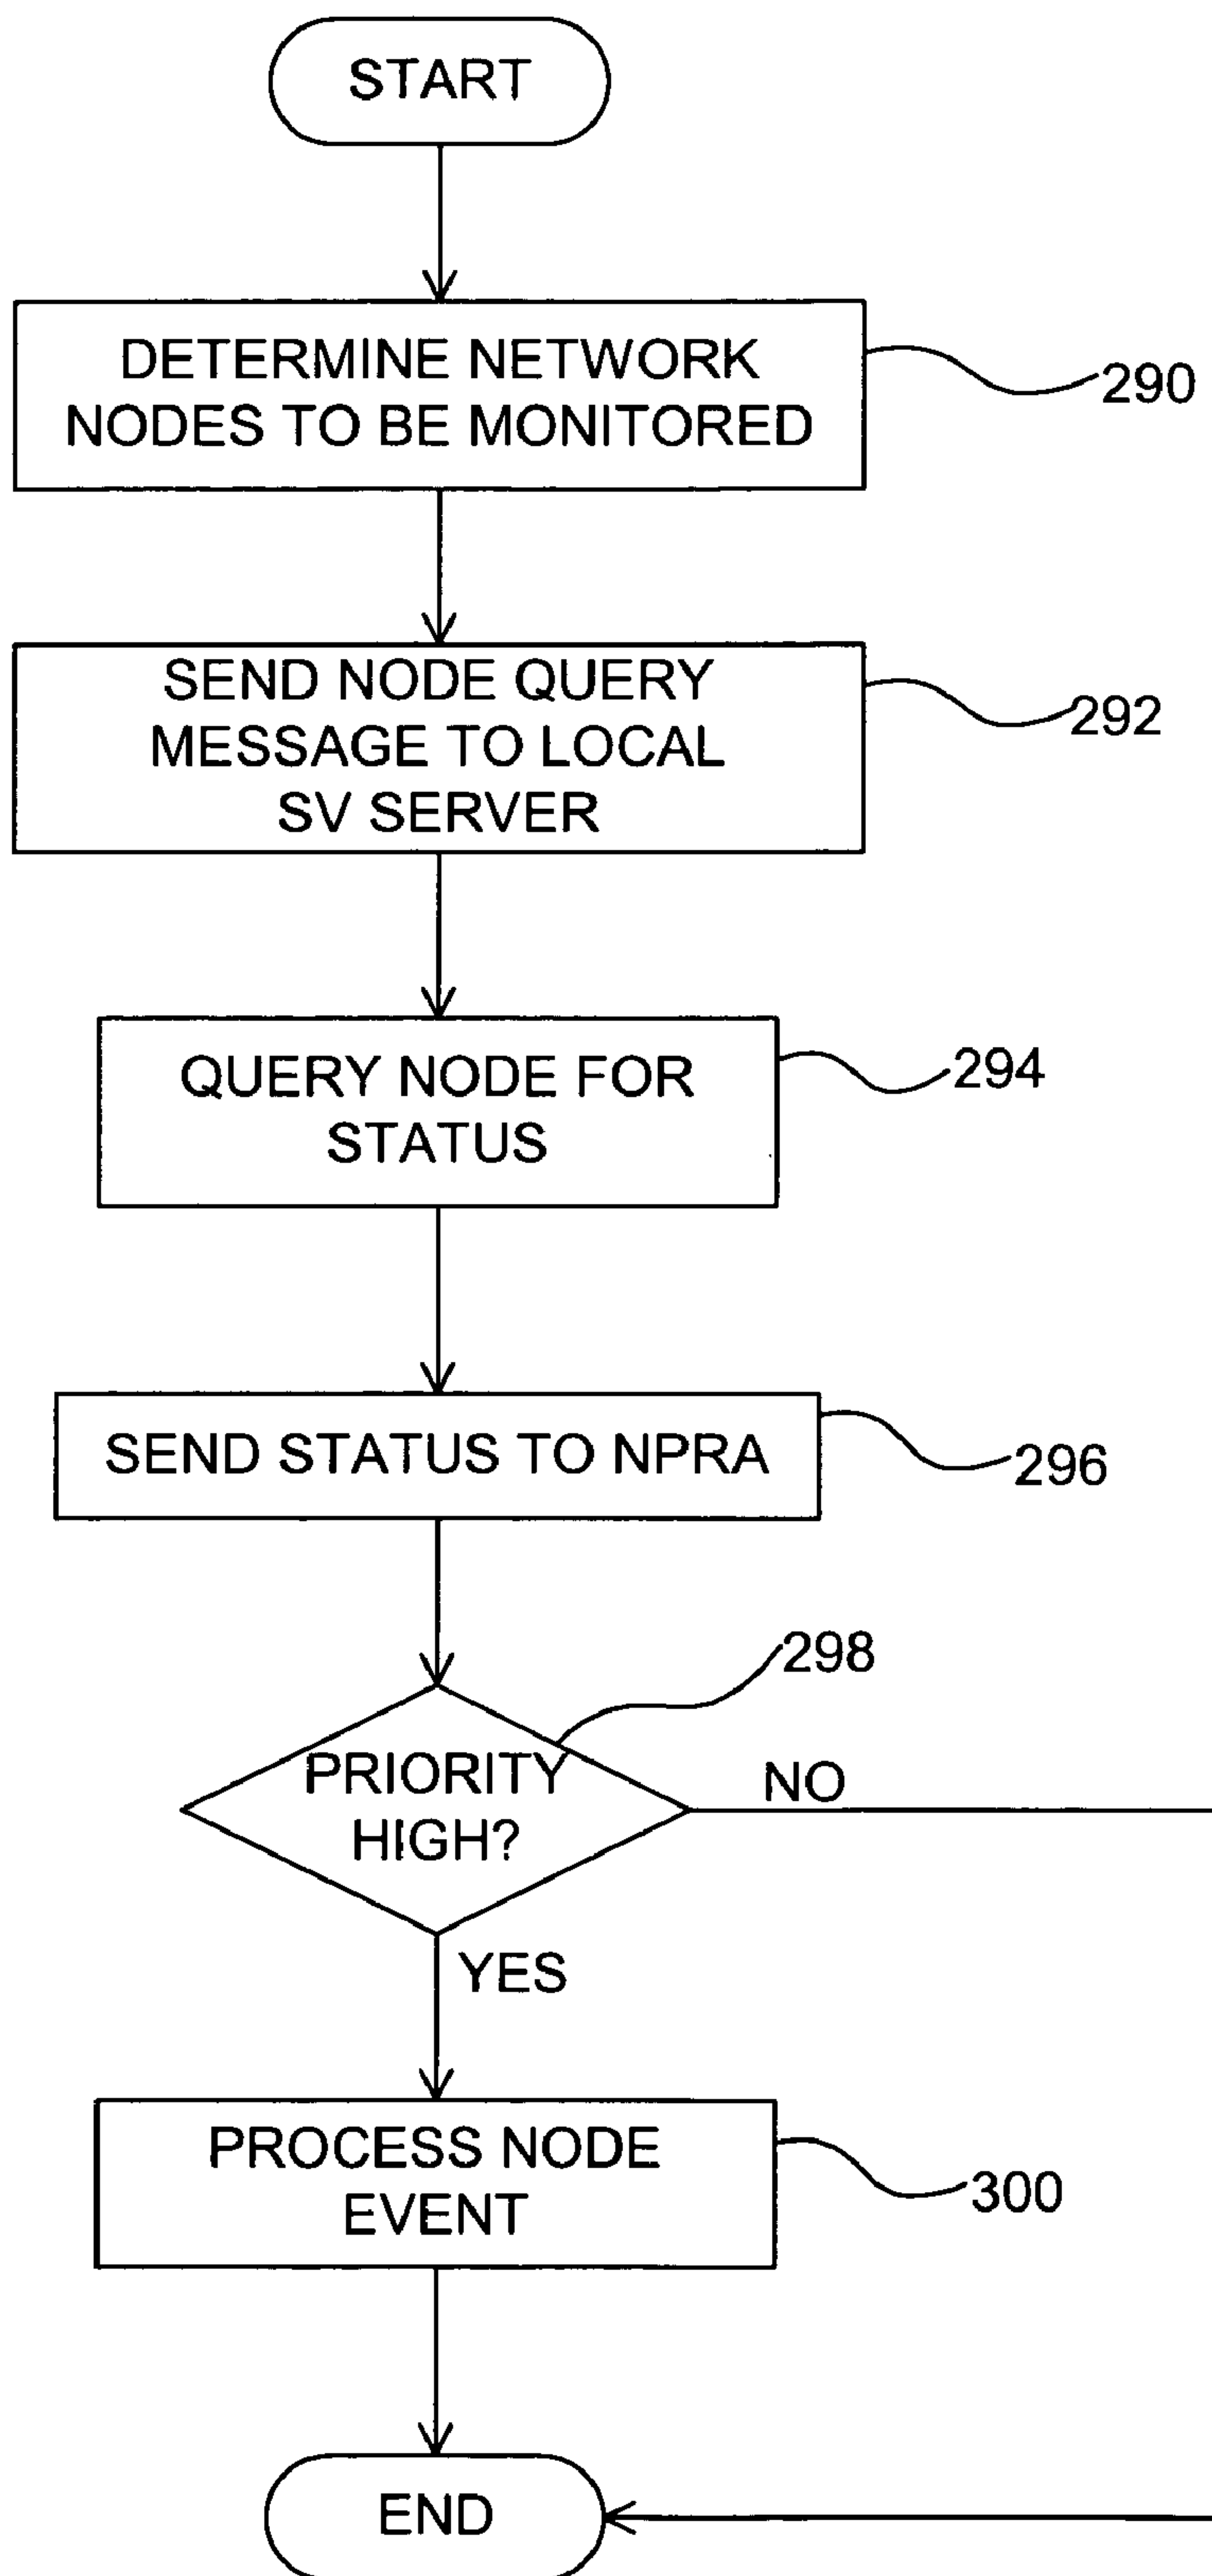 START
DETERMINE NETWORK
NODES TO BE MONITORED
290
SEND NODE QUERY
MESSAGE TO LOCAL
SV SERVER
292
QUERY NODE FOR
STATUS
294
SEND STATUS TO NPRA
296
298
PRIORITY
HIGH?
NO
YES
PROCESS NODE
EVENT
300
END